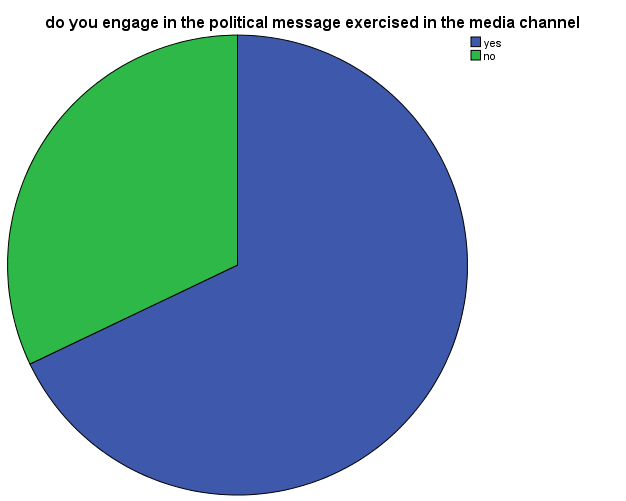 do you engage in the political message exercised in the media channel
yes
no